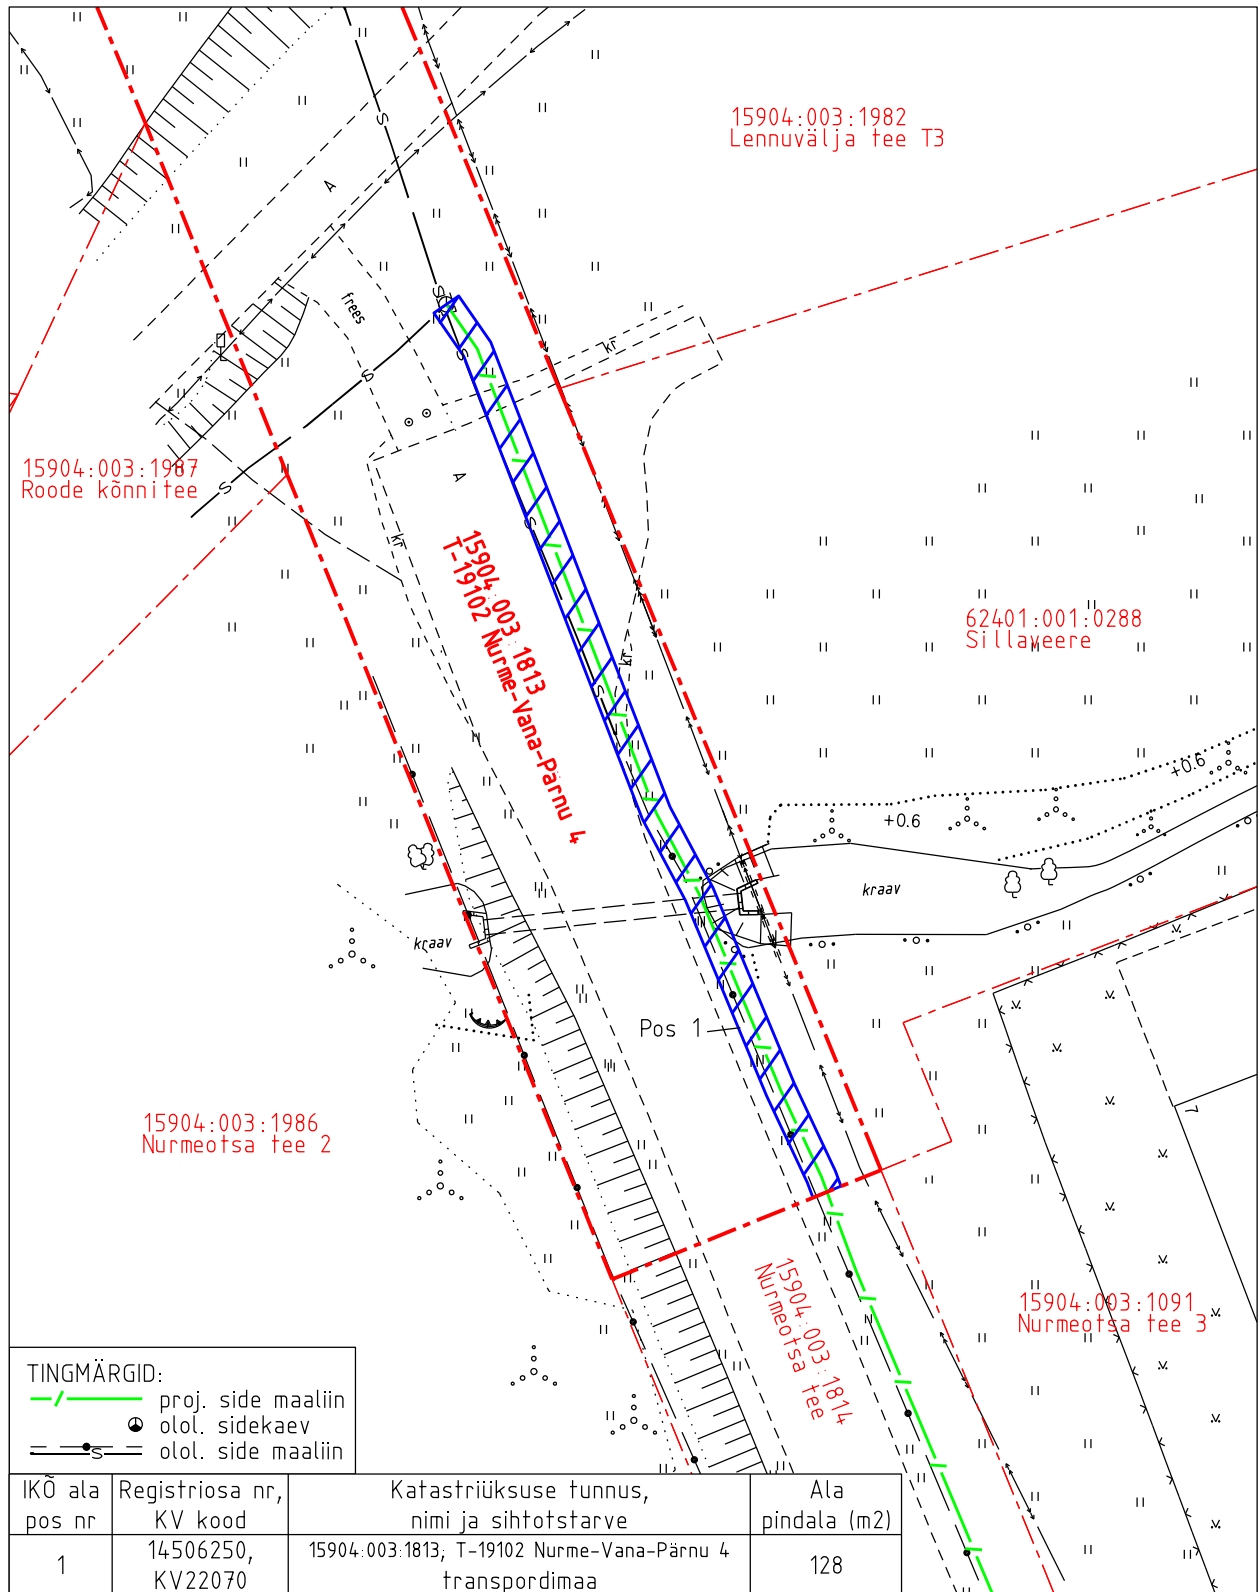 15904:003:1982
Lennuvälja tee T3
A
S
frees
S
S
S
S
kr
15904:003:1987
Roode kõnnitee
S
A
kr
S
15904:003:1813
T-19102 Nurme-Vana-Pärnu 4
62401:001:0288
Sillaveere
kr
S
+0.6
+0.6
kraav
kraav
Pos 1
15904:003:1986
Nurmeotsa tee 2
7
15904:003:1814
Nurmeotsa tee
15904:003:1091
Nurmeotsa tee 3
TINGMÄRGID:
proj. side maaliin
olol. sidekaev
S olol. side maaliin
IKÕ ala pos nr
Registriosa nr, KV kood
Katastriüksuse tunnus, nimi ja sihtotstarve
Ala pindala (m2)
1
14506250, KV22070
15904:003:1813; T-19102 Nurme-Vana-Pärnu 4 transpordimaa
128